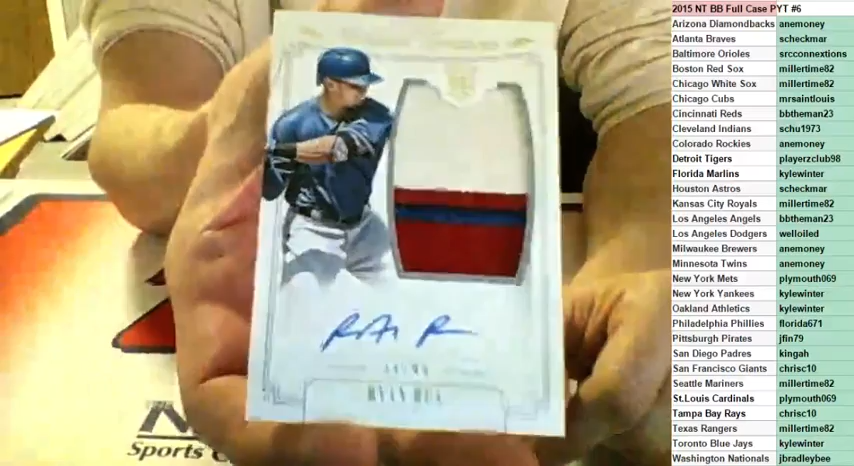 2015 NT BB Full Case PYT #6
Arizona Diamondbacks anemoney
Atlanta Braves scheckmar
Baltimore Orioles srcconnextions
Boston Red Sox millertime82
Chicago White Sox millertime82
Chicago Cubs mrsaintlouis
Cincinnati Reds bbtheman23
Cleveland Indians schu1973
Colorado Rockies anemoney
Detroit Tigers playerzclub98
Florida Marlins kylewinter
Houston Astros scheckmar
Kansas City Royals millertime82
Los Angeles Angels bbtheman23
Los Angeles Dodgers welloiled
Milwaukee Brewers anemoney
Minnesota Twins anemoney
New York Mets plymouth069
New York Yankees kylewinter
Oakland Athletics kylewinter
Philadelphia Phillies florida671
Pittsburgh Pirates jfin79
San Diego Padres kingah
San Francisco Giants chrisc10
Seattle Mariners millertime82
St.Louis Cardinals plymouth069
Tampa Bay Rays chrisc10
Texas Rangers millertime82
Toronto Blue Jays kylewinter
Washington Nationals jbradleybee
RYAN RUA
Sports